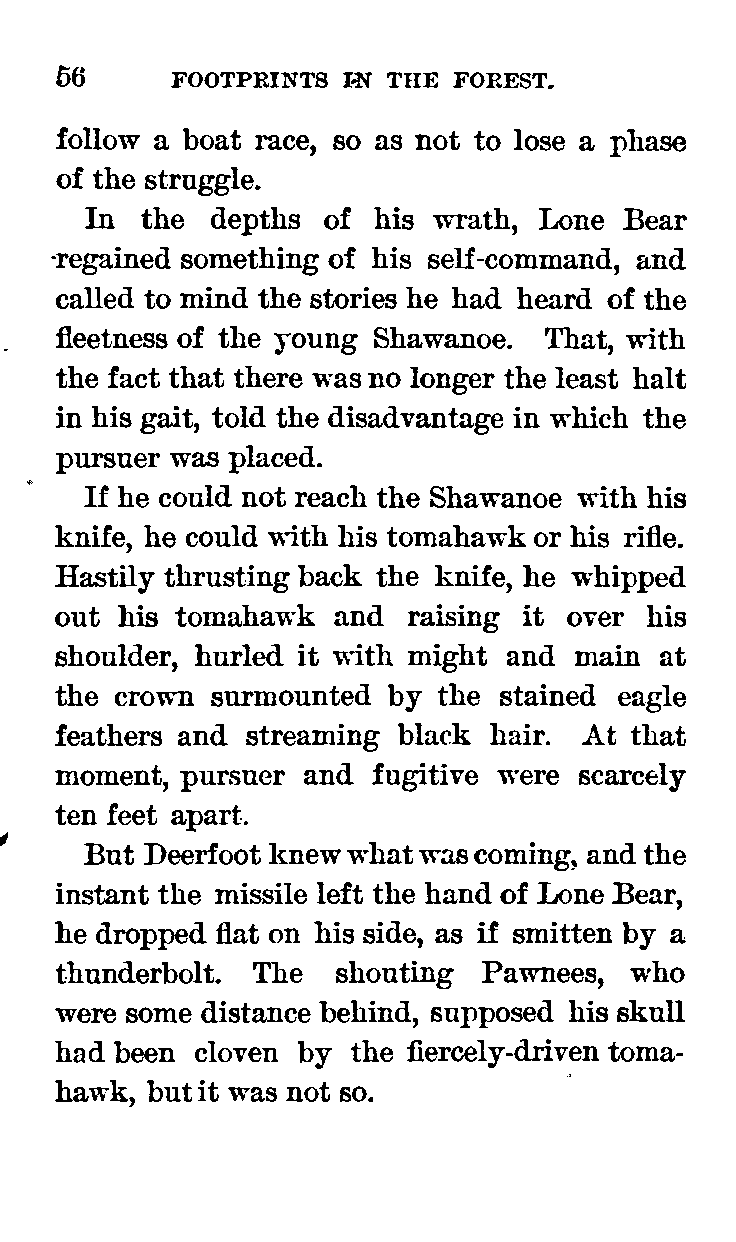 56 FOOTPRINTS IN THE FOREST.
follow a boat race, so as not to lose a phase
of the struggle.
In the depths of his wrath, Lone Bear
regained something of his self-command, and
called to mind the stories he had heard of the
fleetness of the young Shawanoe. That, with
the fact that there was no longer the least halt
in his gait, told the disadvantage in which the
pursuer was placed.
If he could not reach the Shawanoe with his
knife, he could with his tomahawk or his rifle.
Hastily thrusting back the knife, he whipped
out his tomahawk and raising it over his
shoulder, hurled it with might and main at
the crown surmounted by the stained eagle
feathers and streaming black hair. At that
moment, pursuer and fugitive were scarcely
ten feet apart.
But Deerfoot knew what was coming, and the
instant the missile left the hand of Lone Bear,
he dropped flat on his side, as if smitten by a
thunderbolt. The shouting Pawnees, who
were some distance behind, supposed his skull
had been cloven by the fiercely-driven toma-
hawk, but it was not so.